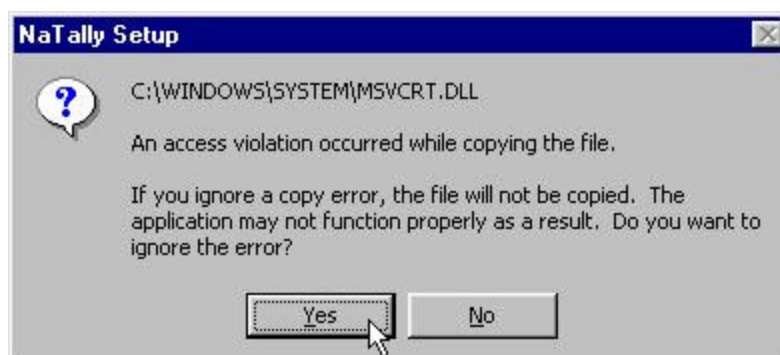 NaTally Setup
C:\WINDOWS\SYSTEM\MSVCRT.DLL
An access violation occurred while copying the file.
If you ignore a copy error, the file will not be copied.  The
application may not function properly as a result.  Do you want to
ignore the error?
Yes
No